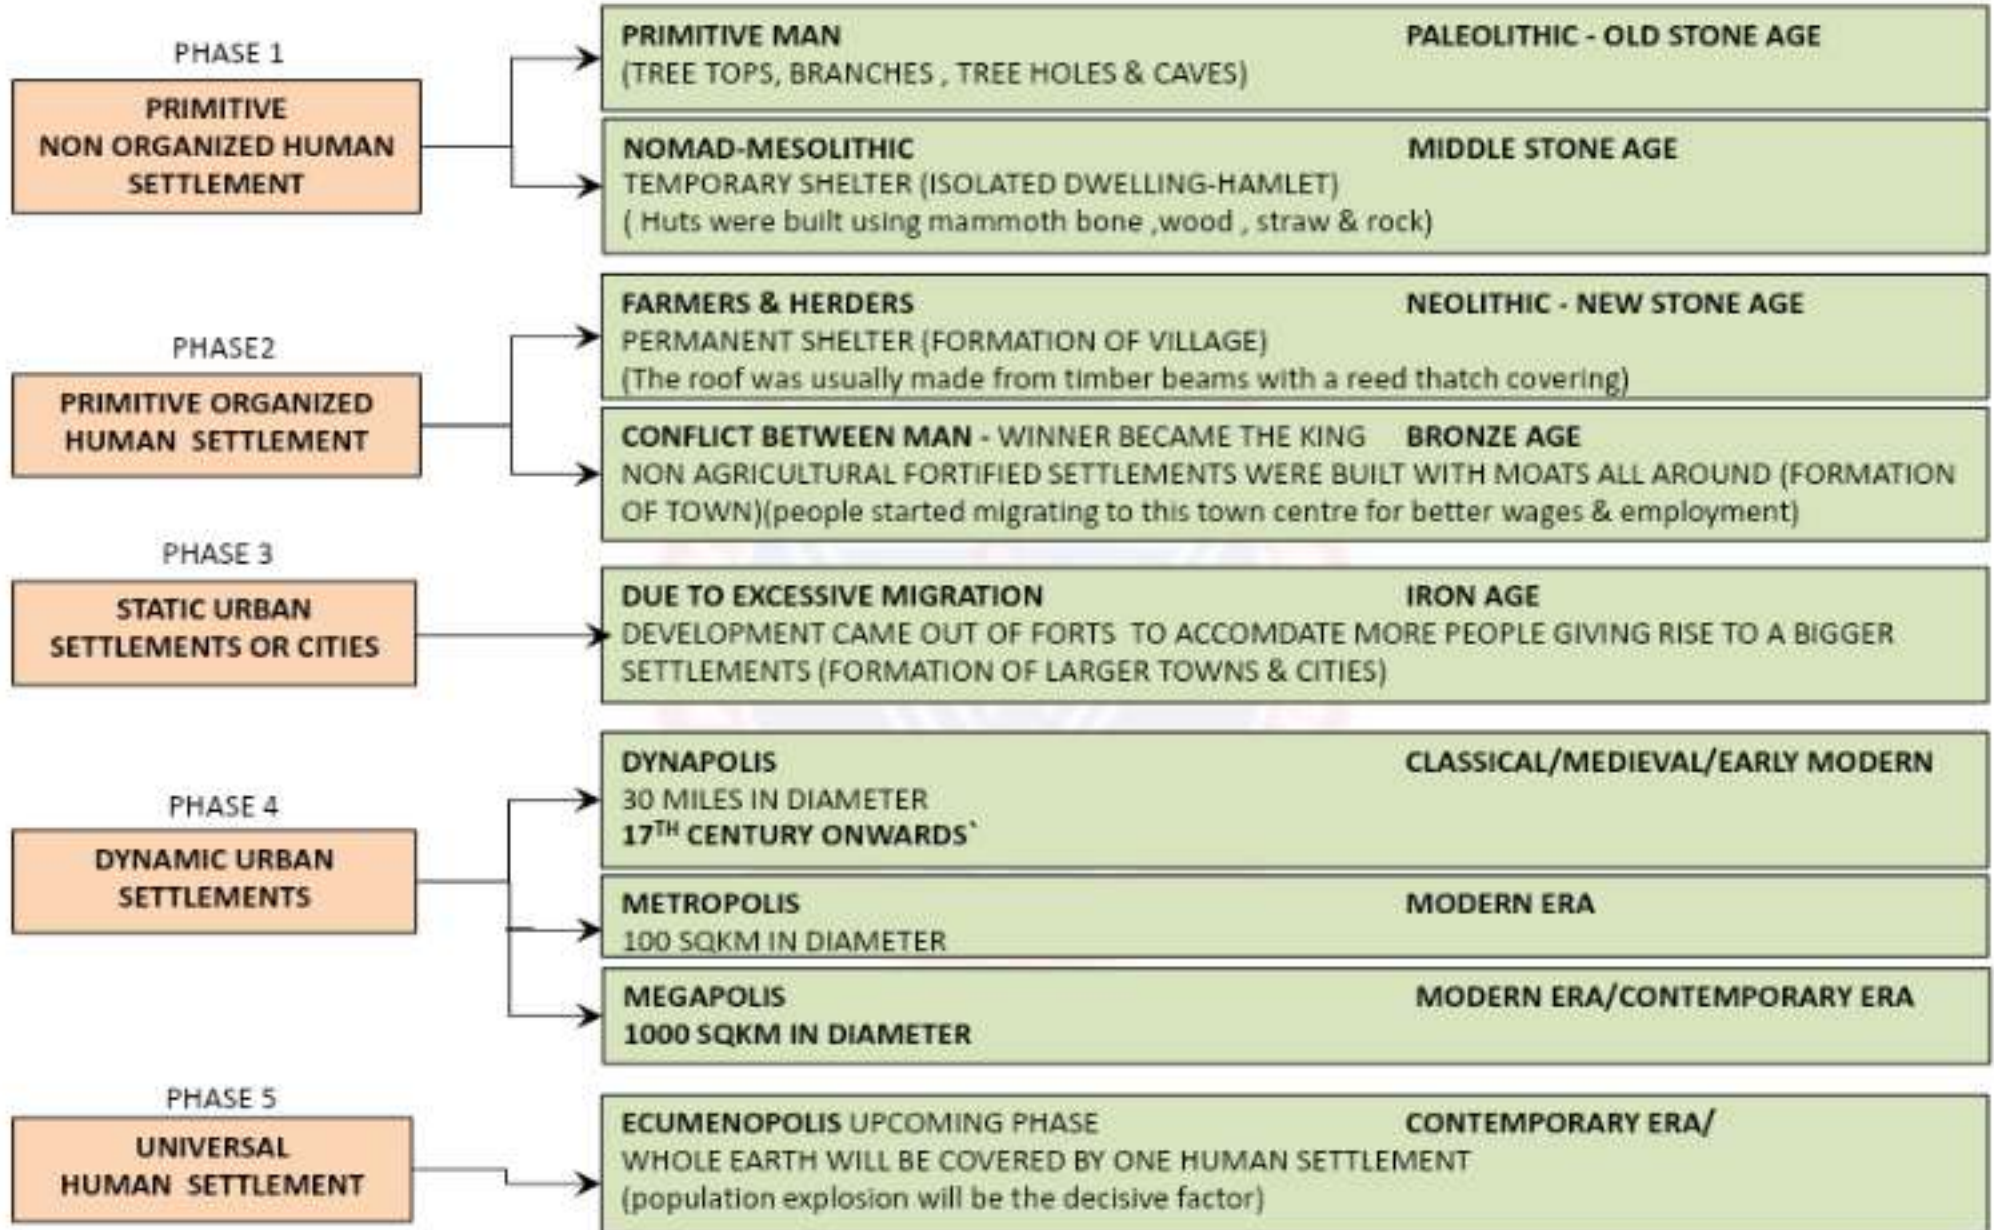 PHASE 1
PRIMITIVE
NON ORGANIZED HUMAN
SETTLEMENT
PRIMITIVE MAN PALEOLITHIC - OLD STONE AGE
(TREE TOPS, BRANCHES , TREE HOLES & CAVES)
NOMAD-MESOLITHIC MIDDLE STONE AGE
TEMPORARY SHELTER (ISOLATED DWELLING-HAMLET)
( Huts were built using mammoth bone ,wood , straw & rock)
PHASE2
PRIMITIVE ORGANIZED
HUMAN SETTLEMENT
FARMERS & HERDERS NEOLITHIC - NEW STONE AGE
PERMANENT SHELTER (FORMATION OF VILLAGE)
(The roof was usually made from timber beams with a reed thatch covering)
CONFLICT BETWEEN MAN - WINNER BECAME THE KING BRONZE AGE
NON AGRICULTURAL FORTIFIED SETTLEMENTS WERE BUILT WITH MOATS ALL AROUND (FORMATION
OF TOWN)(people started migrating to this town centre for better wages & employment)
PHASE 3
STATIC URBAN
SETTLEMENTS OR CITIES
DUE TO EXCESSIVE MIGRATION IRON AGE
DEVELOPMENT CAME OUT OF FORTS TO ACCOMDATE MORE PEOPLE GIVING RISE TO A BIGGER
SETTLEMENTS (FORMATION OF LARGER TOWNS & CITIES)
PHASE 4
DYNAMIC URBAN
SETTLEMENTS
DYNAPOLIS CLASSICAL/MEDIEVAL/EARLY MODERN
30 MILES IN DIAMETER
17TH CENTURY ONWARDS`
METROPOLIS MODERN ERA
100 SQKM IN DIAMETER
MEGAPOLIS MODERN ERA/CONTEMPORARY ERA
1000 SQKM IN DIAMETER
PHASE 5
UNIVERSAL
HUMAN SETTLEMENT
ECUMENOPOLIS UPCOMING PHASE CONTEMPORARY ERA/
WHOLE EARTH WILL BE COVERED BY ONE HUMAN SETTLEMENT
(population explosion will be the decisive factor)